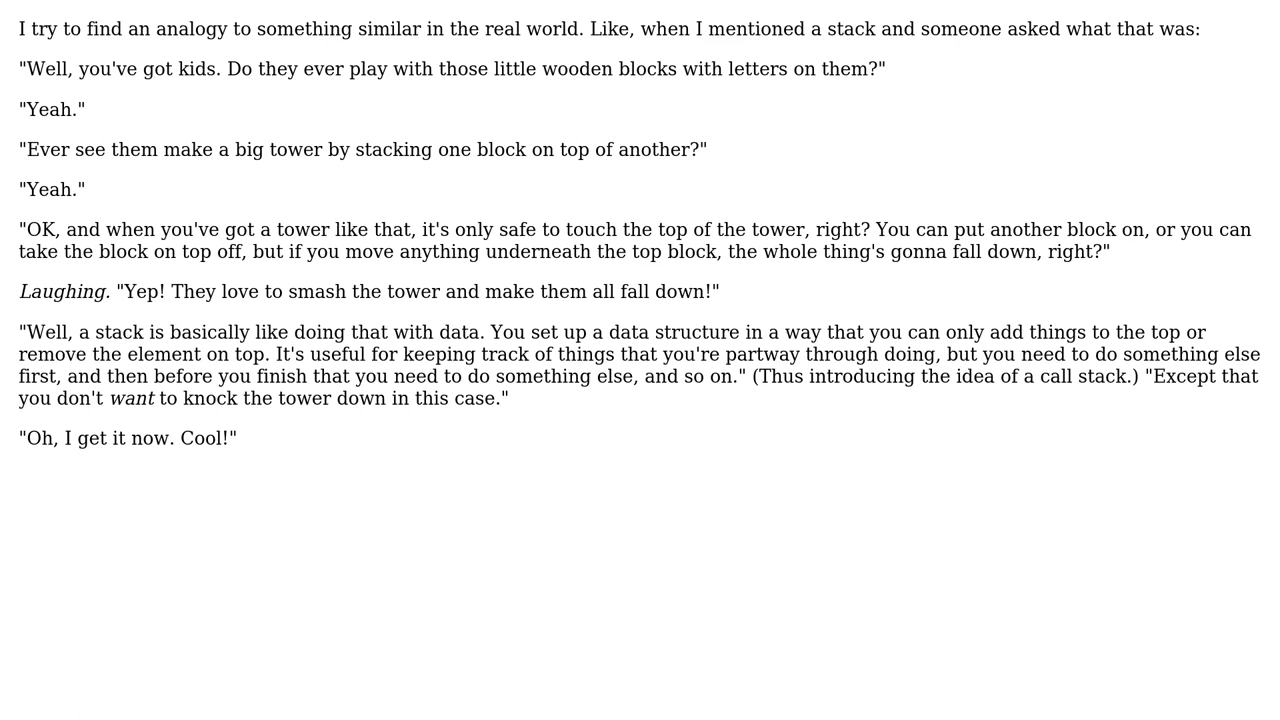 I try to find an analogy to something similar in the real world. Like, when I mentioned a stack and someone asked what that was:
"Well, you've got kids. Do they ever play with those little wooden blocks with letters on them?"
"Yeah."
"Ever see them make a big tower by stacking one block on top of another?"
"Yeah."
"OK, and when you've got a tower like that, it's only safe to touch the top of the tower, right? You can put another block on, or you can
take the block on top off, but if you move anything underneath the top block, the whole thing's gonna fall down, right?"
Laughing. "Yep! They love to smash the tower and make them all fall down!"
"Well, a stack is basically like doing that with data. You set up a data structure in a way that you can only add things to the top or
remove the element on top. It's useful for keeping track of things that you're partway through doing, but you need to do something else
first, and then before you finish that you need to do something else, and so on." (Thus introducing the idea of a call stack.) "Except that
you don't want to knock the tower down in this case."
"Oh, I get it now. Cool!"